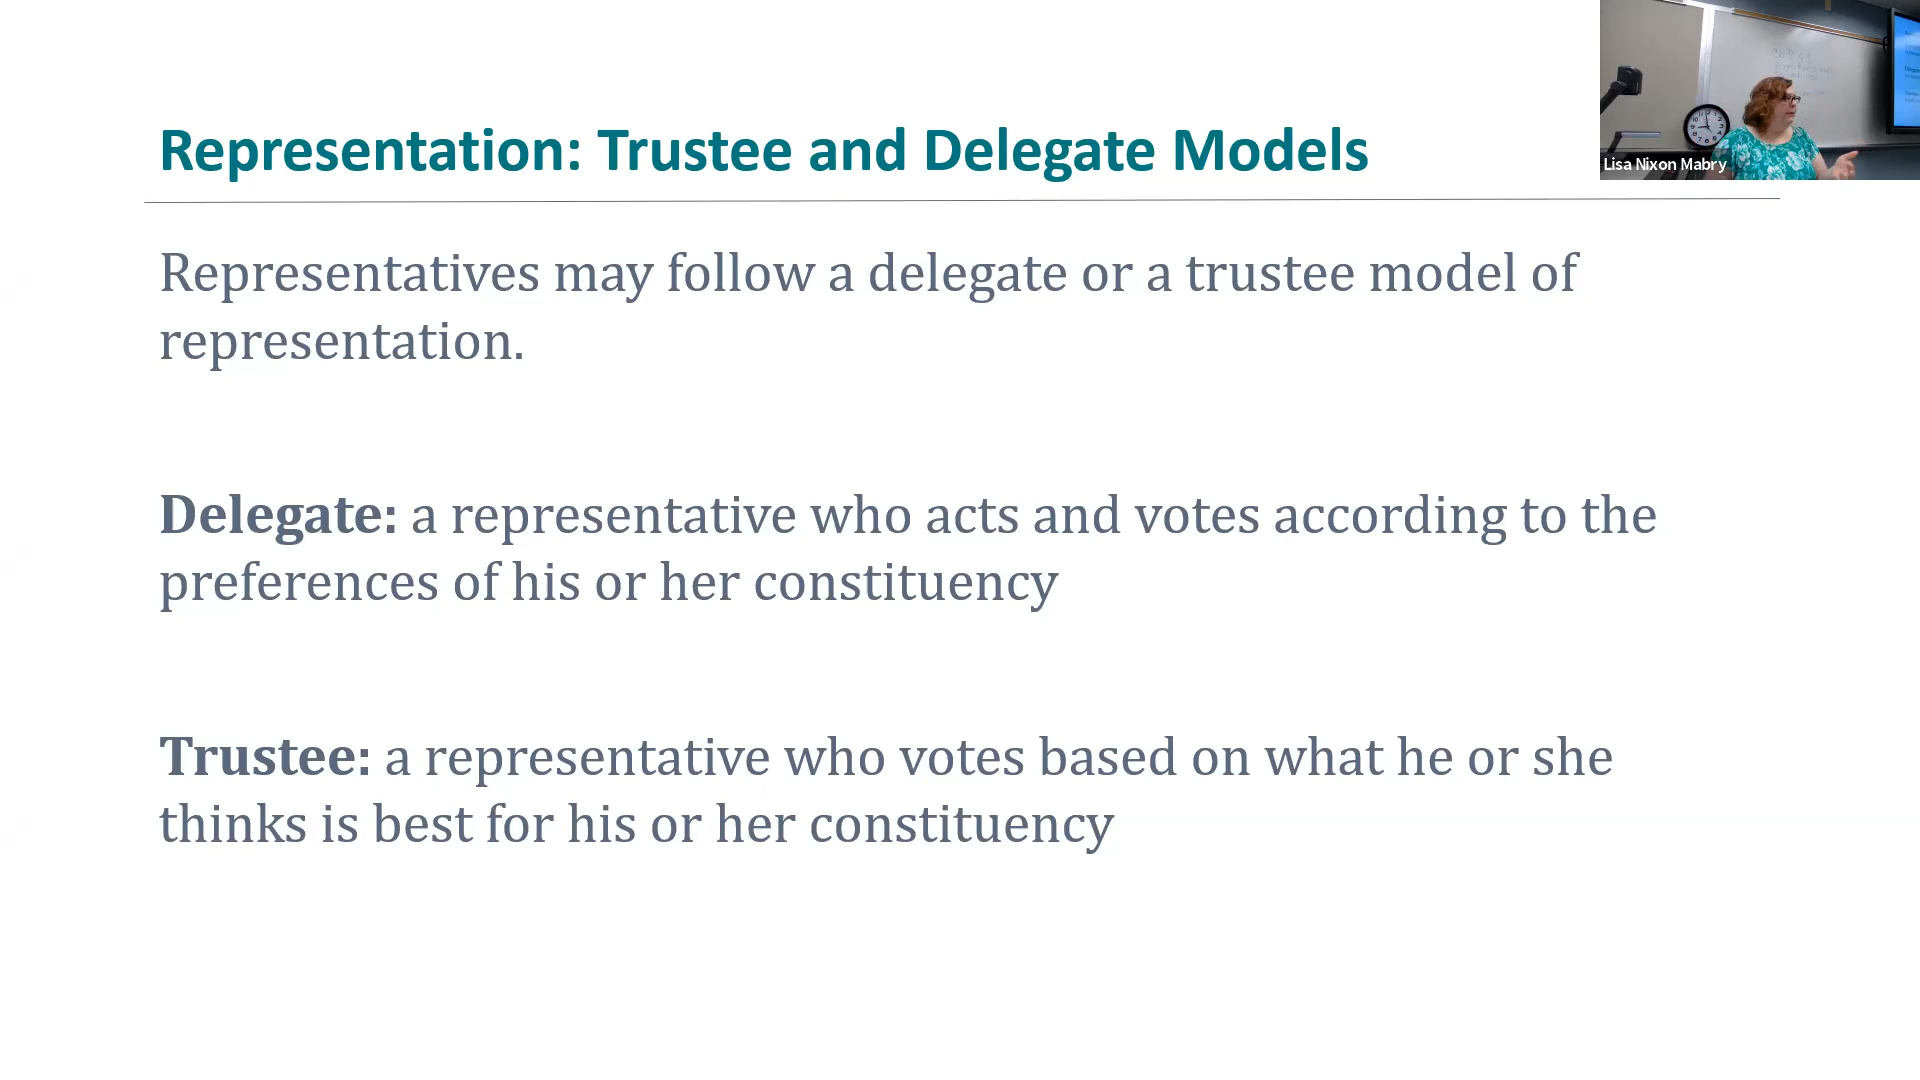 Representation: Trustee and Delegate Models
Lisa Nixon Mabry
Representatives may follow a delegate or a trustee model of
representation.
Delegate: a representative who acts and votes according to the
preferences of his or her constituency
Trustee: a representative who votes based on what he or she
thinks is best for his or her constituency